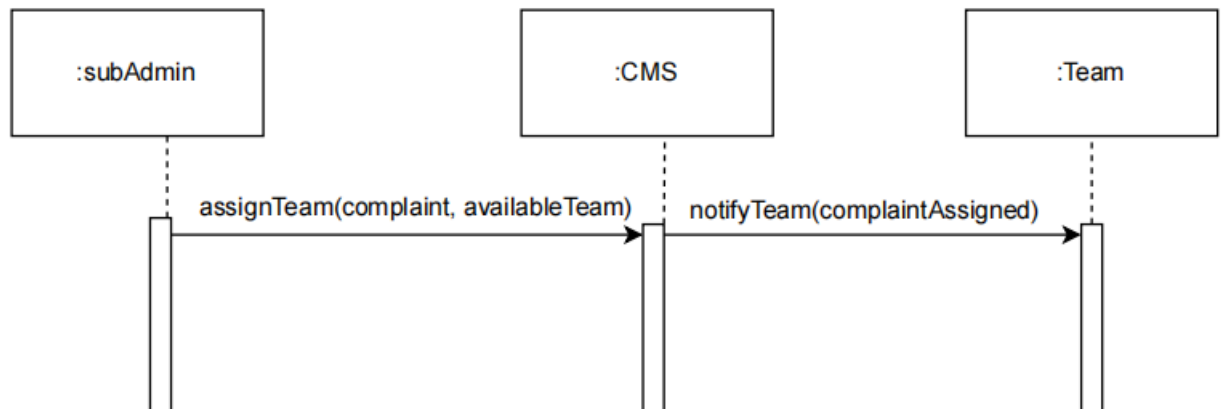 :subAdmin
:CMS
:Team
assignTeam(complaint, availableTeam)
notifyTeam(complaintAssigned)